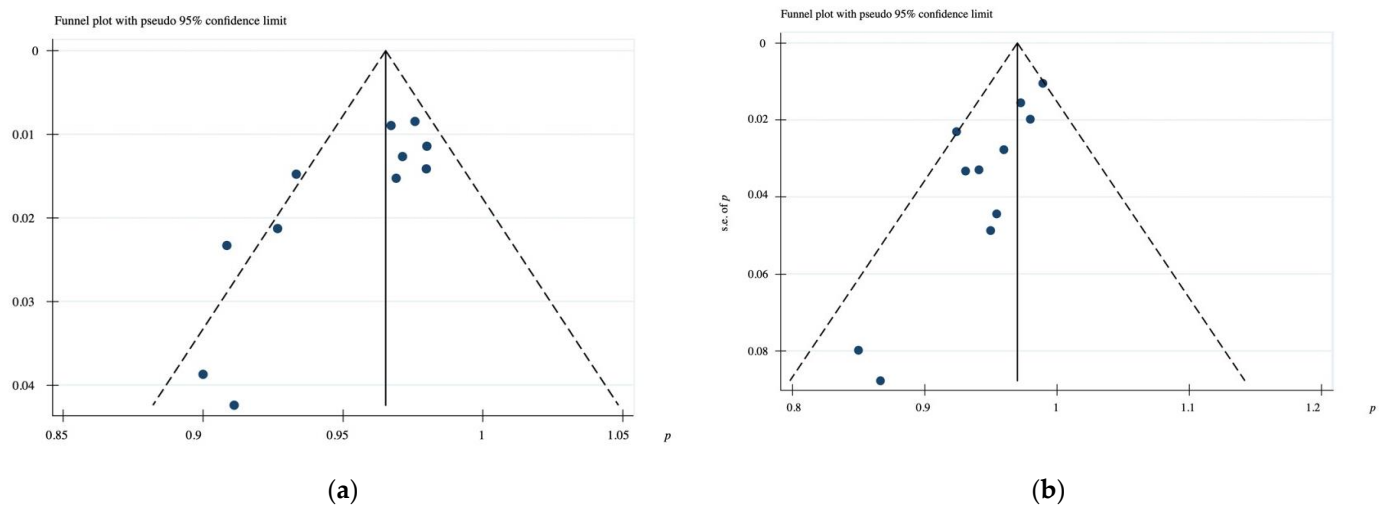 Funnel plot with pseudo 95% confidence limit
0
0.01
0.02
0.03
0.04
0.85 0.9 0.95 1 1.05 p
(a)
Funnel plot with pseudo 95% confidence limit
s.e. of p
0
0.02
0.04
0.06
0.08
0.8 0.9 1 1.1 1.2 p
(b)